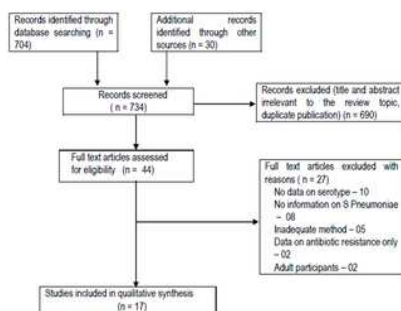 Records identified through
database searching (n =
704)
Additional records
identified through other
sources (n = 30)
Records screened
( n = 734)
Records excluded (title and abstract
irrelevant to the review topic,
duplicate publication) (n = 690)
Full text articles assessed
for eligibility (n = 44)
Full text articles excluded with
reasons ( n = 27)
No data on serotype – 10
No information on S Pneumoniae
– 08
Inadequate method – 05
Data on antibiotic resistance only
– 02
Adult participants – 02
Studies included in qualitative synthesis
(n = 17)